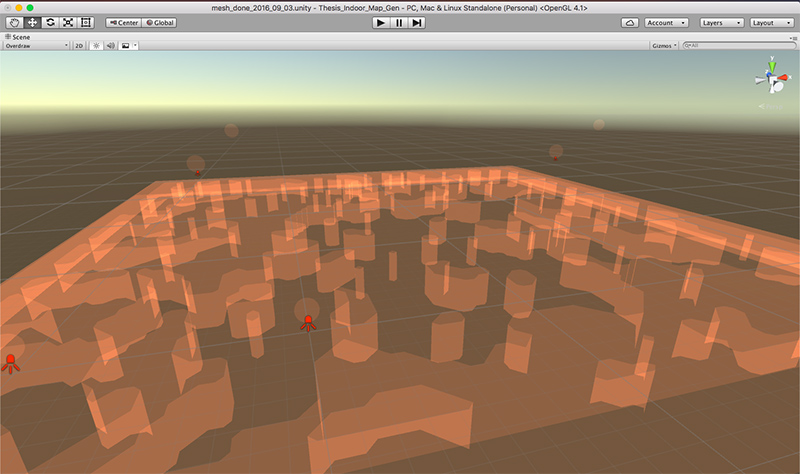 mesh_done_2016_09_03.unity - Thesis_Indoor_Map_Gen - PC, Mac & Linux Standalone (Personal) <OpenGL 4.1>
Center Global Account Layers Layout
Scene
Overdraw 2D Gizmos All
y
x